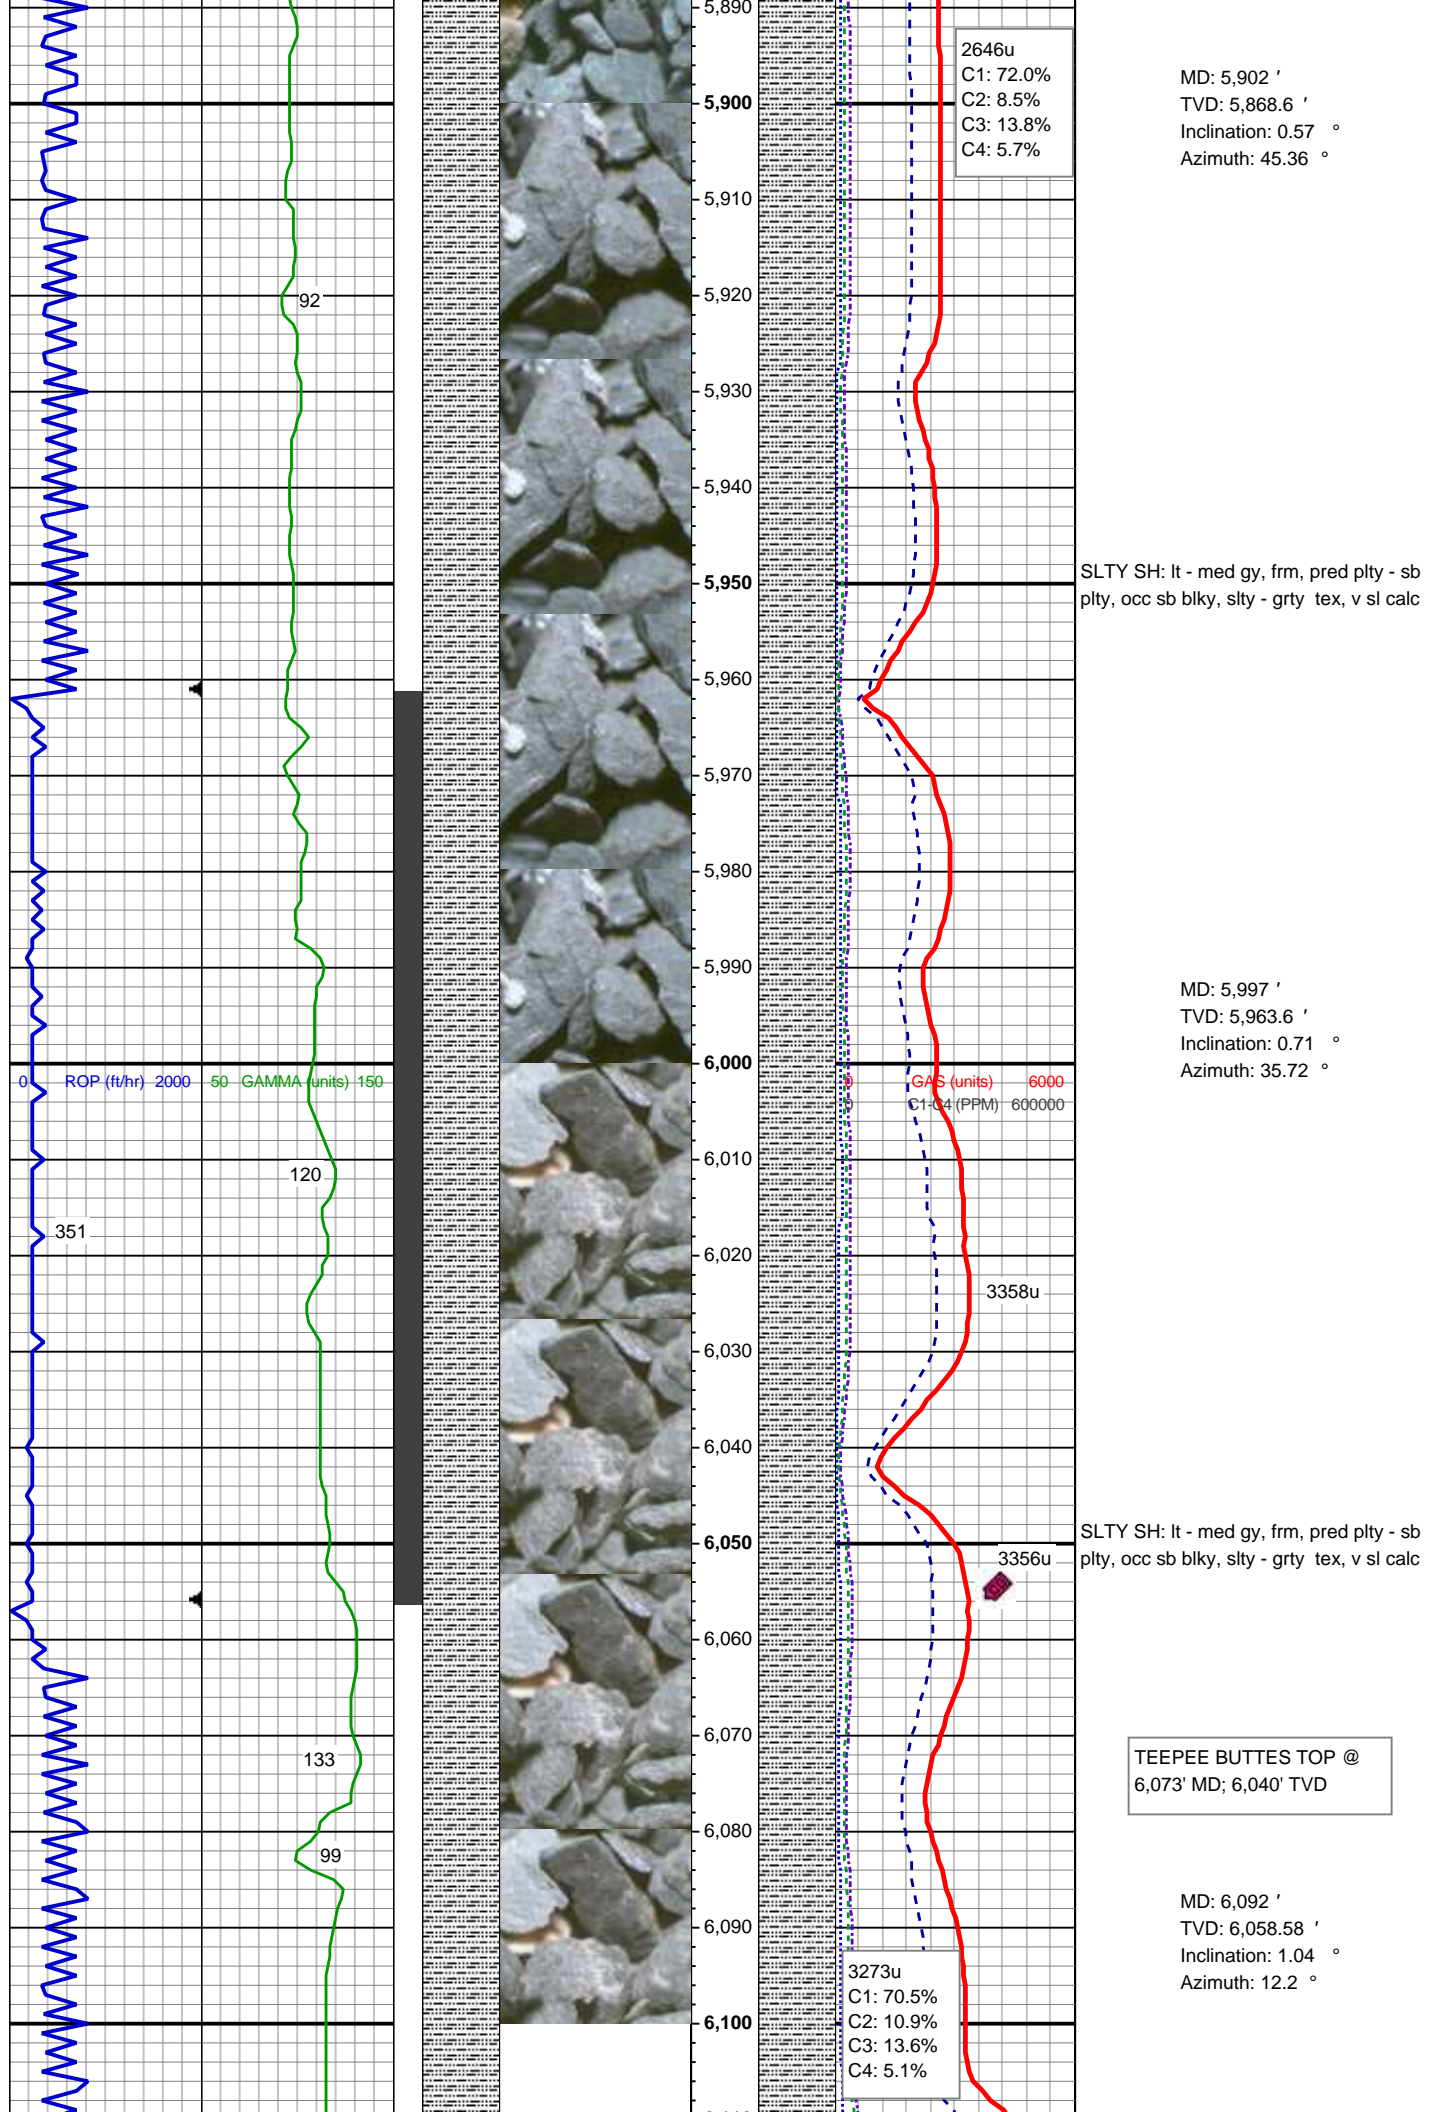 5,890
2646u
C1: 72.0%
C2: 8.5%
C3: 13.8%
C4: 5.7%
MD: 5,902 '
TVD: 5,868.6 '
Inclination: 0.57 °
Azimuth: 45.36 °
5,900
5,910
92
5,920
5,930
5,940
5,950
SLTY SH: lt - med gy, frm, pred plty - sb
plty, occ sb blky, slty - grty tex, v sl calc
5,960
5,970
5,980
5,990
MD: 5,997 '
TVD: 5,963.6 '
Inclination: 0.71 °
Azimuth: 35.72 °
6,000
0 ROP (ft/hr) 2000 50 GAMMA (units) 150
0 GAS (units) 6000
0 C1-C4 (PPM) 600000
6,010
120
351
6,020
3358u
6,030
6,040
6,050
SLTY SH: lt - med gy, frm, pred plty - sb
plty, occ sb blky, slty - grty tex, v sl calc
3356u
6,060
6,070
133
TEEPEE BUTTES TOP @
6,073' MD; 6,040' TVD
6,080
99
6,090
MD: 6,092 '
TVD: 6,058.58 '
Inclination: 1.04 °
Azimuth: 12.2 °
3273u
C1: 70.5%
C2: 10.9%
C3: 13.6%
C4: 5.1%
6,100